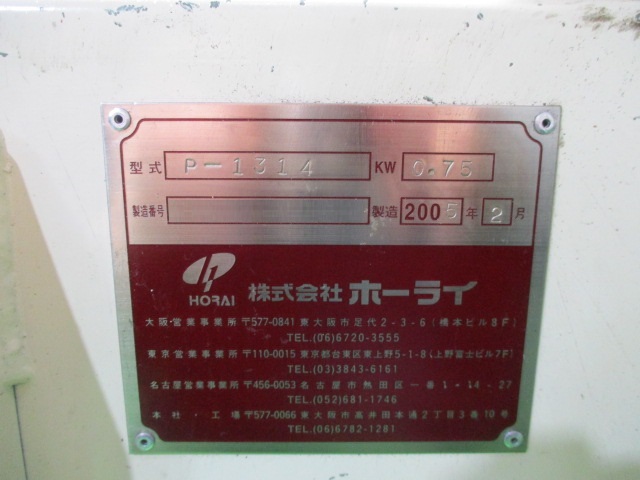 型式 P-1314 KW 0.75
製造番号 製造 2005年 2号
HORAI 株式会社 ホーライ
大阪・営業事業所 〒577-0841 東大阪市足代2-3-6(橋本ビル8F)
TEL.(06)6720-3555
東京・営業事業所 〒110-0015 東京都台東区東上野5-1-8(上野富士ビル7F)
TEL.(03)3843-6161
名古屋営業事業所 〒456-0053 名古屋市熱田区一番1-14-27
TEL.(052)681-1746
本社・工場 〒577-0066 東大阪市高井田本通2丁目3番10号
TEL.(06)6782-1281